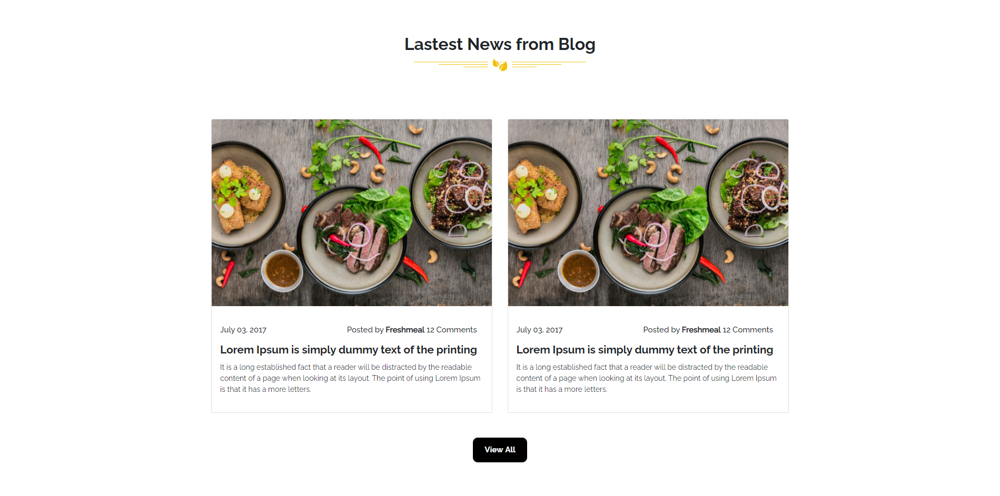 Lastest News from Blog
July 03, 2017
Posted by Freshmeal 12 Comments
Lorem Ipsum is simply dummy text of the printing
It is a long established fact that a reader will be distracted by the readable
content of a page when looking at its layout. The point of using Lorem Ipsum
is that it has a more letters.
July 03, 2017
Posted by Freshmeal 12 Comments
Lorem Ipsum is simply dummy text of the printing
It is a long established fact that a reader will be distracted by the readable
content of a page when looking at its layout. The point of using Lorem Ipsum
is that it has a more letters.
View All